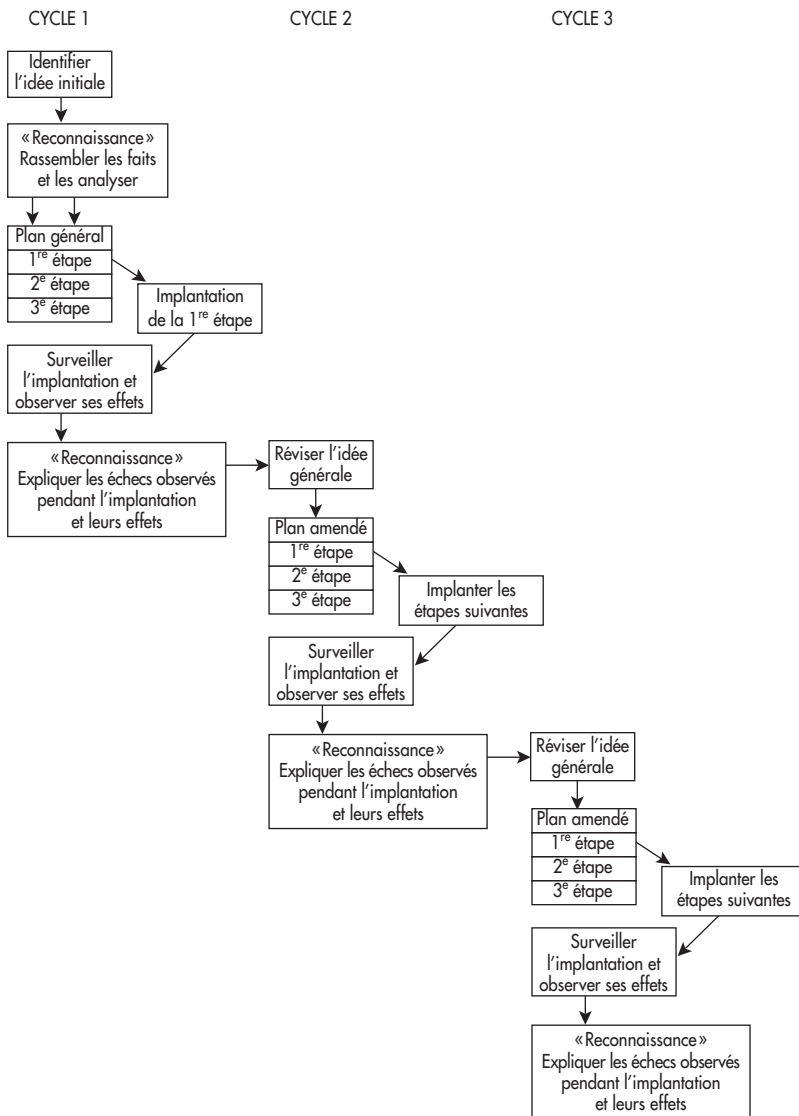 CYCLE 1
CYCLE 2
CYCLE 3
Identifier
l'idée initiale
«Reconnaissance»
Rassembler les faits
et les analyser
Plan général
1re étape
2e étape
3e étape
Implantation
de la 1re étape
Surveiller
l'implantation et
observer ses effets
«Reconnaissance»
Expliquer les échecs observés
pendant l'implantation
et leurs effets
Réviser l'idée
générale
Plan amendé
1re étape
2e étape
3e étape
Implanter les
étapes suivantes
Surveiller
l'implantation et
observer ses effets
«Reconnaissance»
Expliquer les échecs observés
pendant l'implantation
et leurs effets
Réviser l'idée
générale
Plan amendé
1re étape
2e étape
3e étape
Implanter les
étapes suivantes
Surveiller
l'implantation et
observer ses effets
«Reconnaissance»
Expliquer les échecs observés
pendant l'implantation
et leurs effets